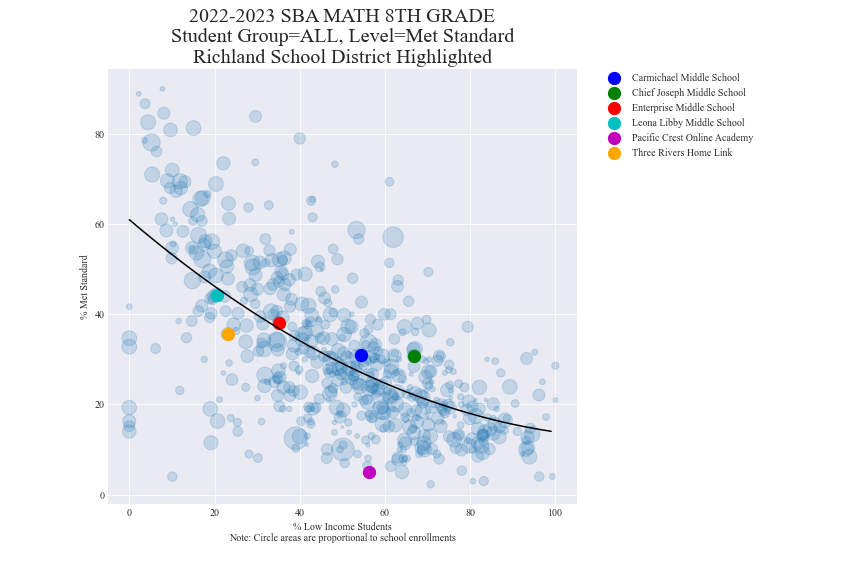 2022-2023 SBA MATH 8TH GRADE
Student Group=ALL, Level=Met Standard
Richland School District Highlighted
Carmichael Middle School
Chief Joseph Middle School
Enterprise Middle School
Leona Libby Middle School
Pacific Crest Online Academy
Three Rivers Home Link
% Met Standard
80
60
40
20
0
0 20 40 60 80 100
% Low Income Students
Note: Circle areas are proportional to school enrollments